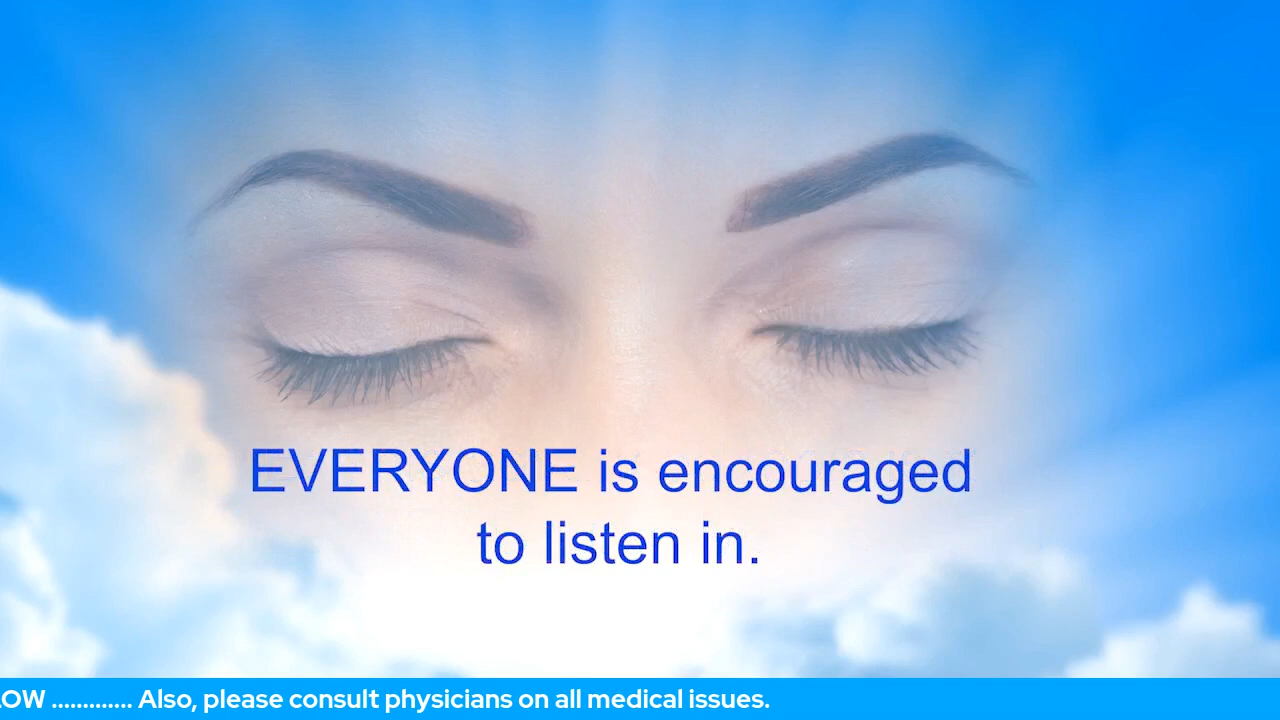 EVERYONE is encouraged
to listen in.
............. Also, please consult physicians on all medical issues.